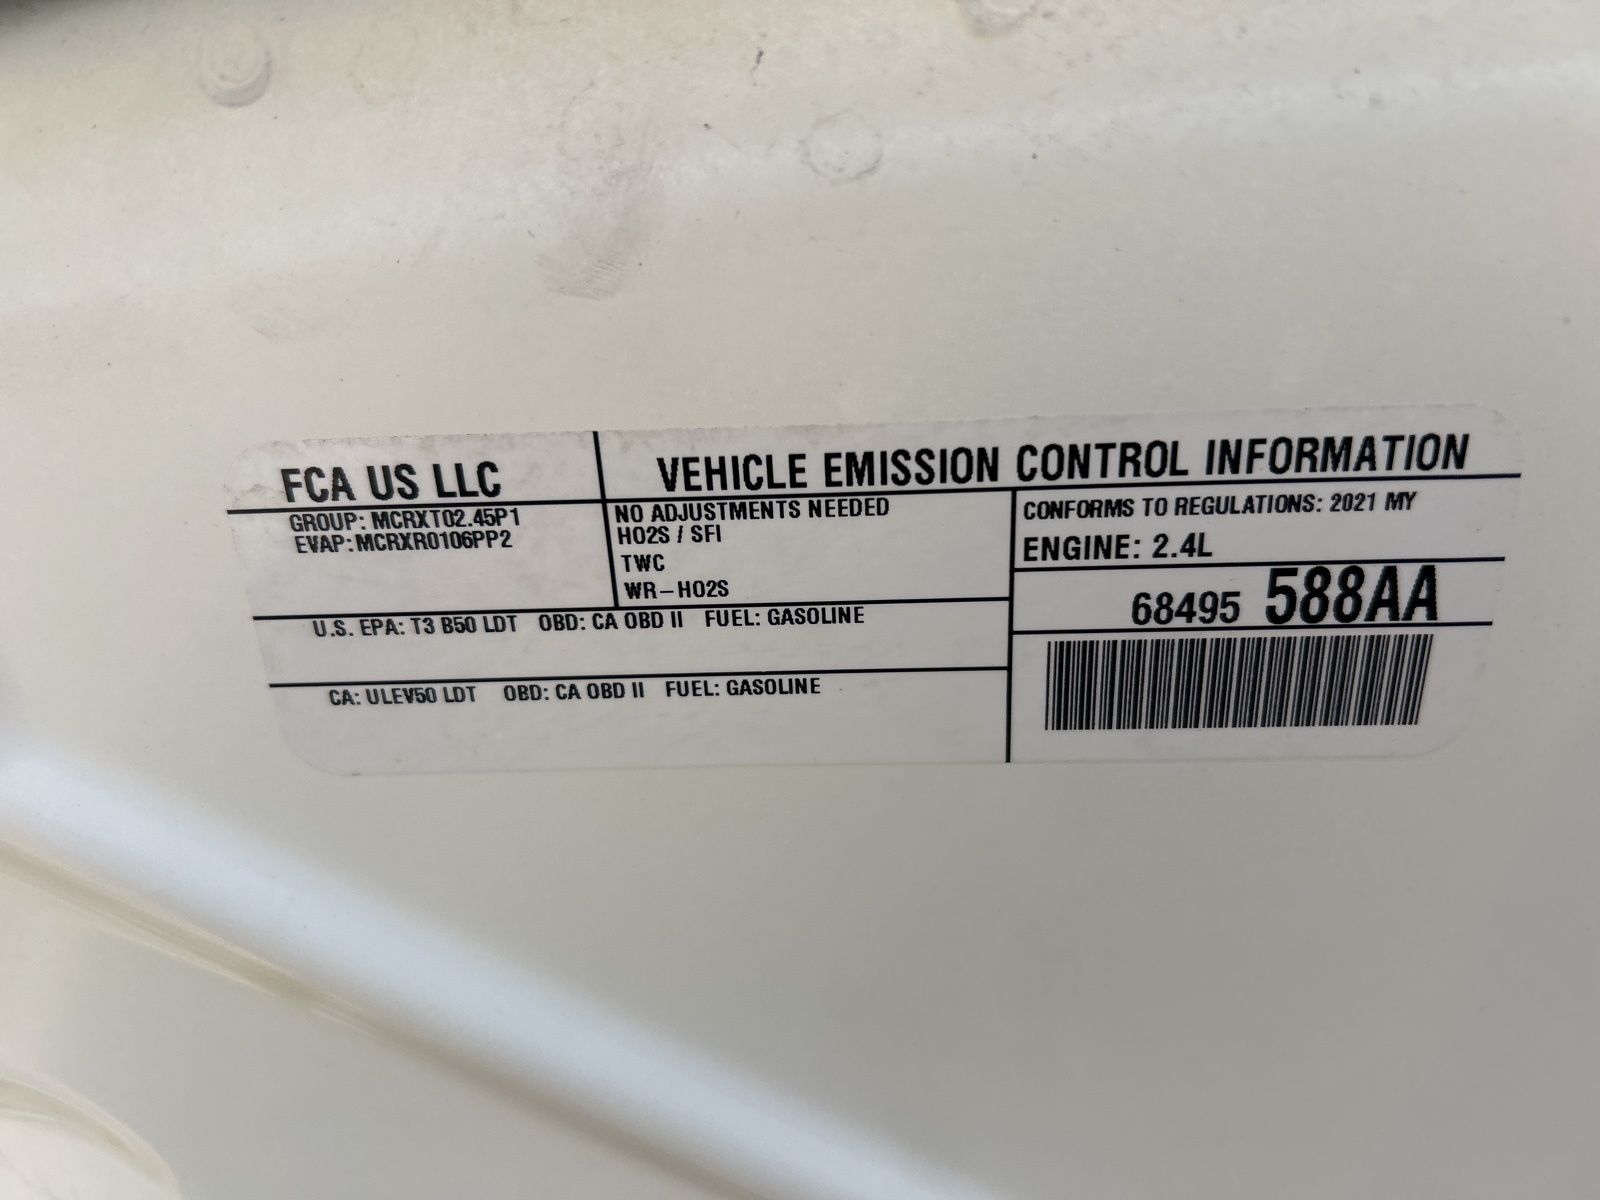 FCA US LLC
VEHICLE EMISSION CONTROL INFORMATION
GROUP: MCRXT02.45P1
EVAP: MCRXR0106PP2
NO ADJUSTMENTS NEEDED
HO2S / SFI
TWC
WR-HO2S
CONFORMS TO REGULATIONS: 2021 MY
ENGINE: 2.4L
68495 588AA
U.S. EPA: T3 B50 LDT OBD: CA OBD II FUEL: GASOLINE
CA: ULEV50 LDT OBD: CA OBD II FUEL: GASOLINE